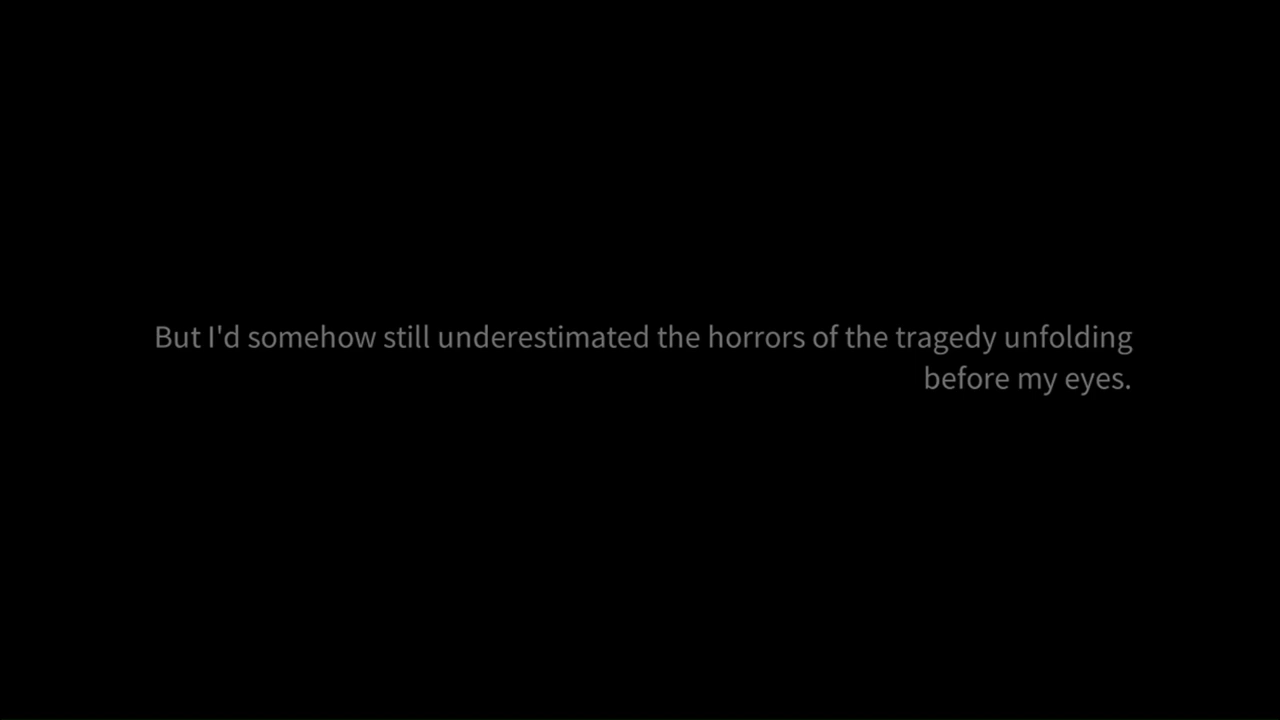 But I'd somehow still underestimated the horrors of the tragedy unfolding
before my eyes.